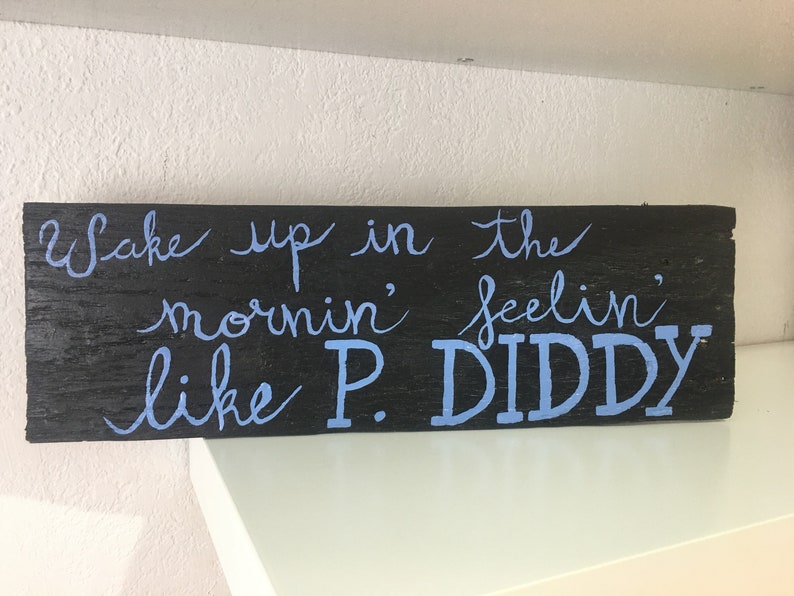 Wake up in the
mornin' feelin'
like P. DIDDY